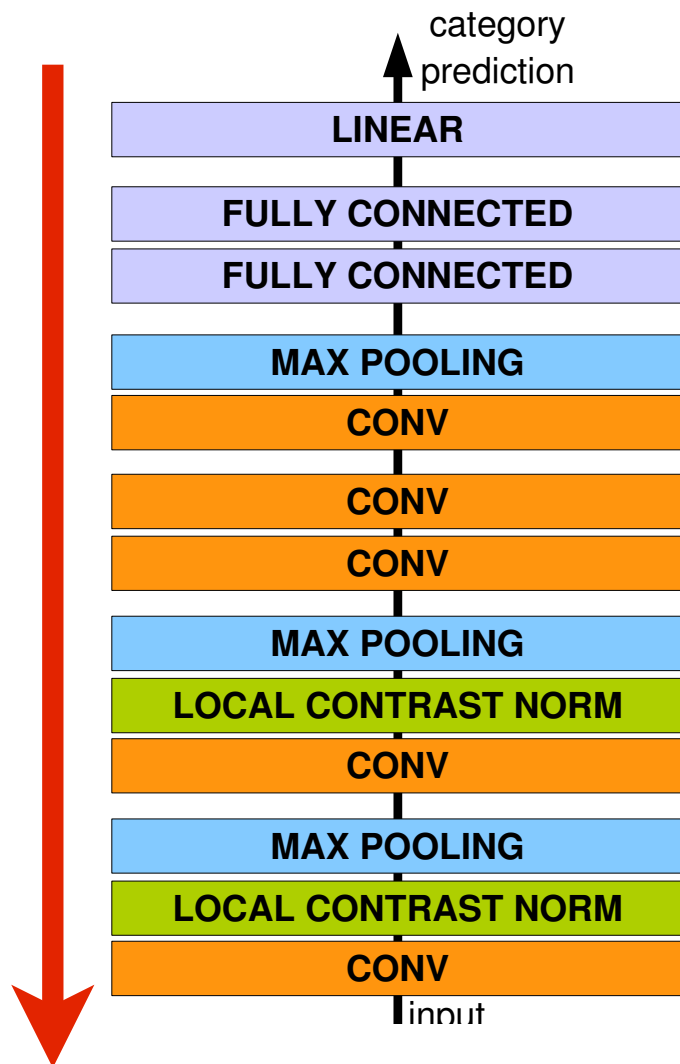 category
prediction
LINEAR
FULLY CONNECTED
FULLY CONNECTED
MAX POOLING
CONV
CONV
CONV
MAX POOLING
LOCAL CONTRAST NORM
CONV
MAX POOLING
LOCAL CONTRAST NORM
CONV
input